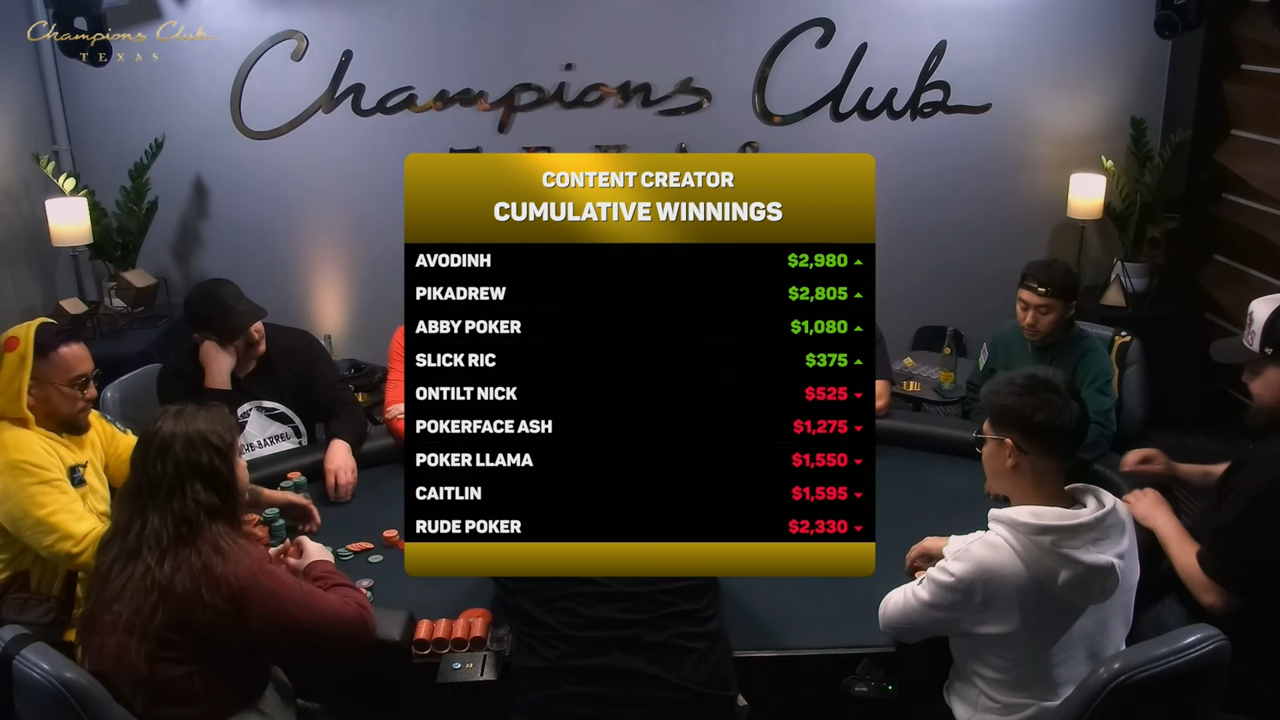 Champions Club
TEXAS
Champions Club
CONTENT CREATOR
CUMULATIVE WINNINGS
AVODINH $2,980
PIKADREW $2,805
ABBY POKER $1,080
SLICK RIC $375
ONTILT NICK $525
POKERFACE ASH $1,275
POKER LLAMA $1,550
CAITLIN $1,595
RUDE POKER $2,330
THE BARREL